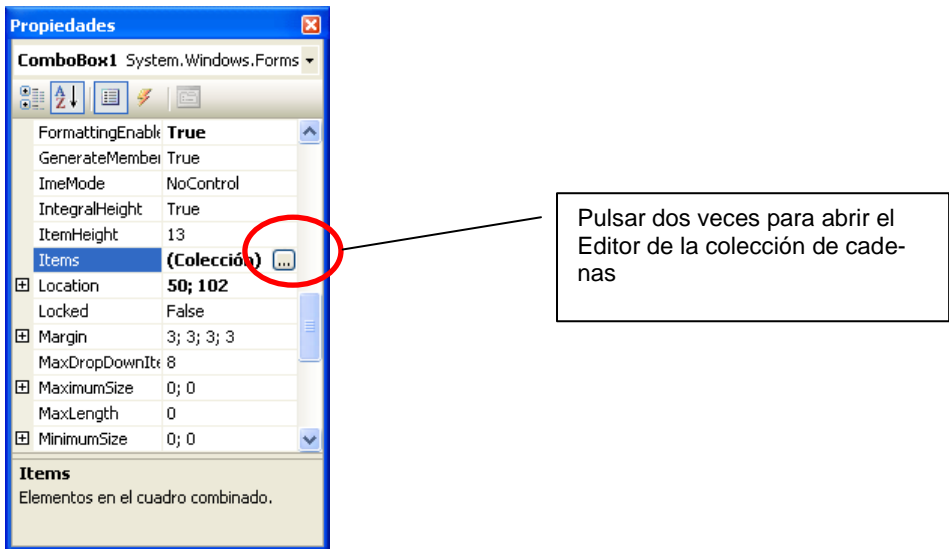 Propiedades
ComboBox1 System.Windows.Forms
FormattingEnable True
GenerateMember True
ImeMode NoControl
IntegralHeight True
ItemHeight 13
Items (Colección) ...
Location 50; 102
Locked False
Margin 3; 3; 3; 3
MaxDropDownIte 8
MaximumSize 0; 0
MaxLength 0
MinimumSize 0; 0
Items
Elementos en el cuadro combinado.
Pulsar dos veces para abrir el
Editor de la colección de cade-
nas